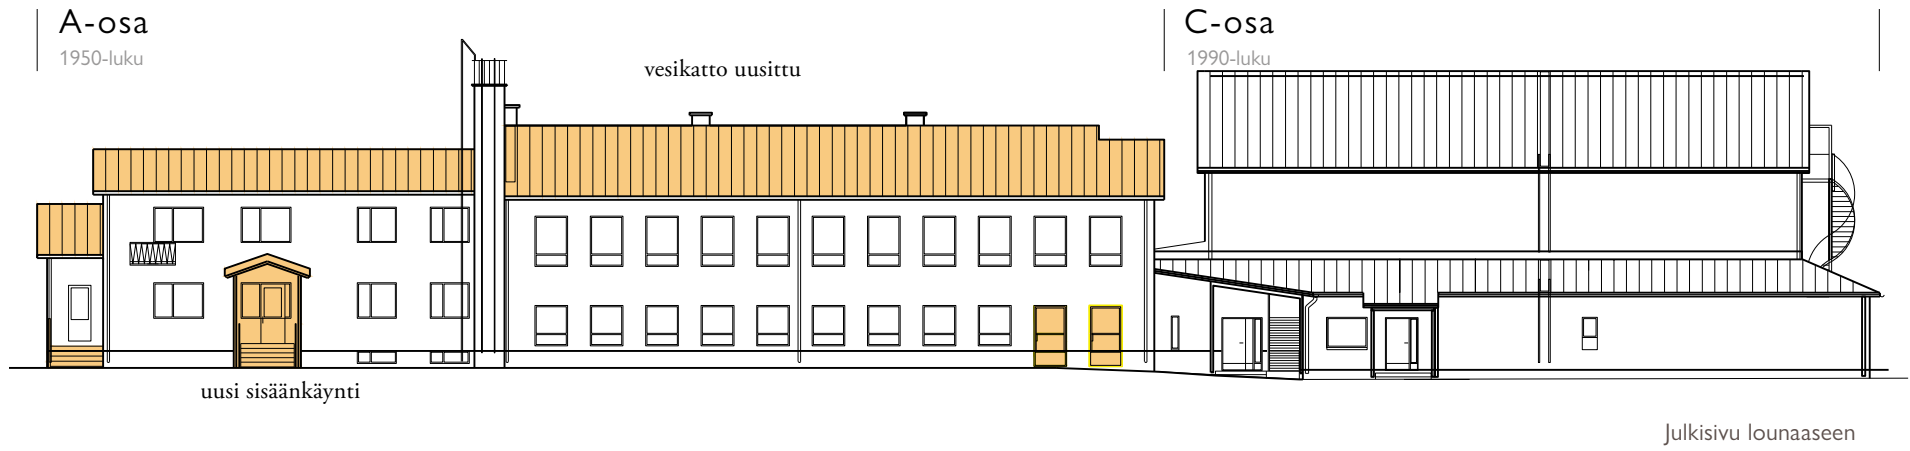 A-osa
1950-luku
C-osa
1990-luku
vesikatto uusittu
uusi sisäänkäynti
Julkisivu lounaaseen